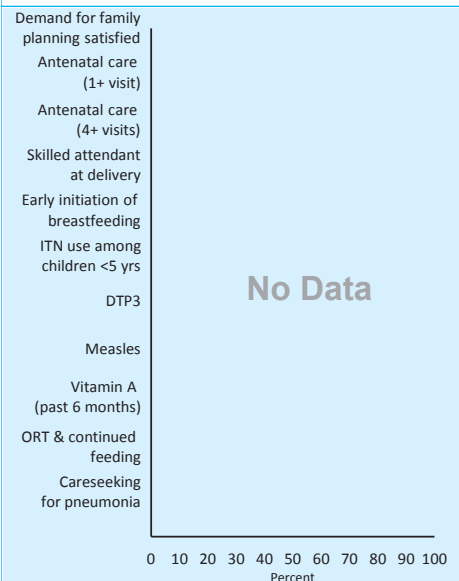 Demand for family
planning satisfied
Antenatal care
(1+ visit)
Antenatal care
(4+ visits)
Skilled attendant
at delivery
Early initiation of
breastfeeding
ITN use among
children <5 yrs
DTP3
Measles
Vitamin A
(past 6 months)
ORT & continued
feeding
Careseeking
for pneumonia
No Data
0 10 20 30 40 50 60 70 80 90 100
Percent